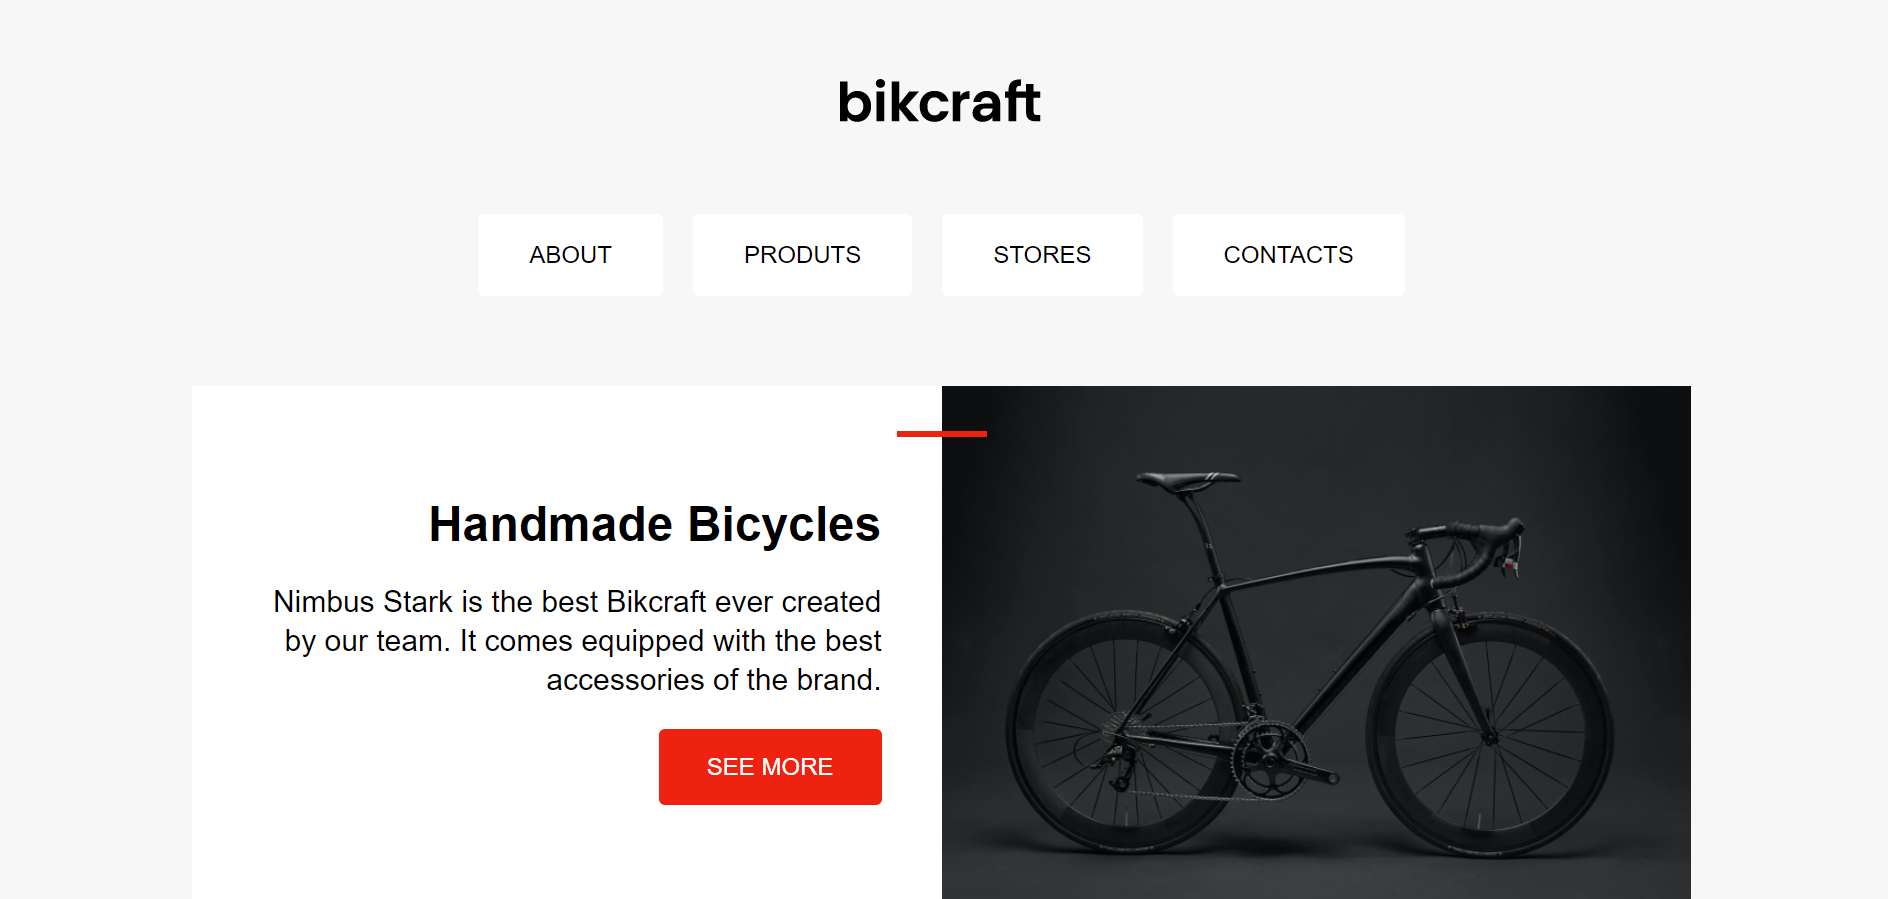 bikcraft
ABOUT
PRODUTS
STORES
CONTACTS
Handmade Bicycles
Nimbus Stark is the best Bikcraft ever created
by our team. It comes equipped with the best
accessories of the brand.
SEE MORE